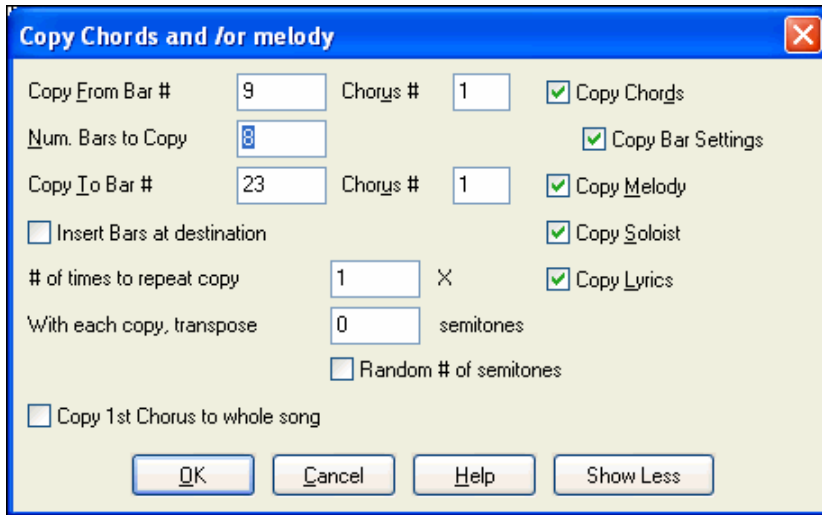 Copy Chords and /or melody
Copy From Bar # 9 Chorus # 1 Copy Chords
Num. Bars to Copy 8 Copy Bar Settings
Copy To Bar # 23 Chorus # 1 Copy Melody
Insert Bars at destination Copy Soloist
# of times to repeat copy 1 X Copy Lyrics
With each copy, transpose 0 semitones
Random # of semitones
Copy 1st Chorus to whole song
OK Cancel Help Show Less